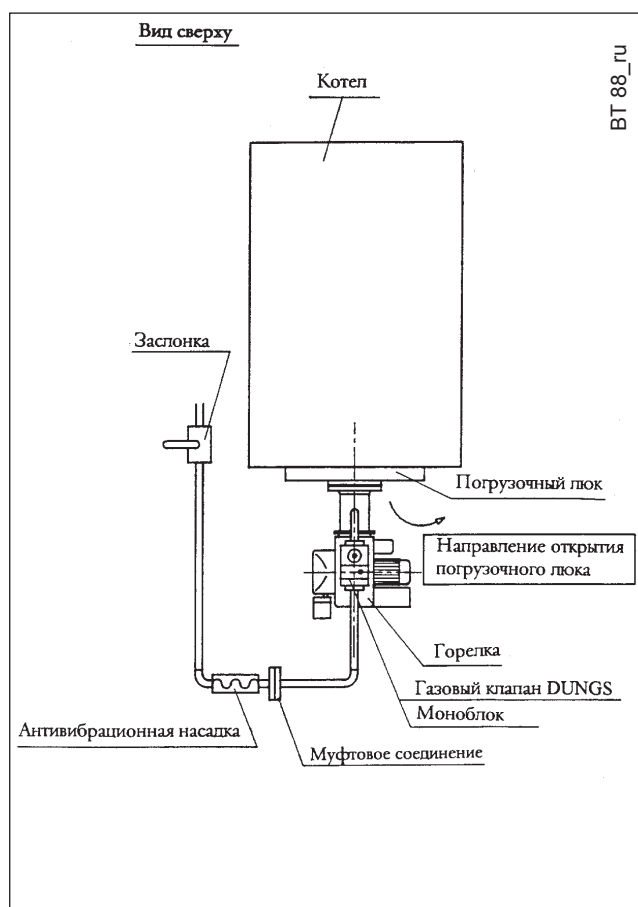 Вид сверху
BT 88_ru
Котел
Заслонка
Погрузочный люк
Направление открытия
погрузочного люка
Горелка
Газовый клапан DUNGS
Моноблок
Антивибрационная насадка
Муфтовое соединение